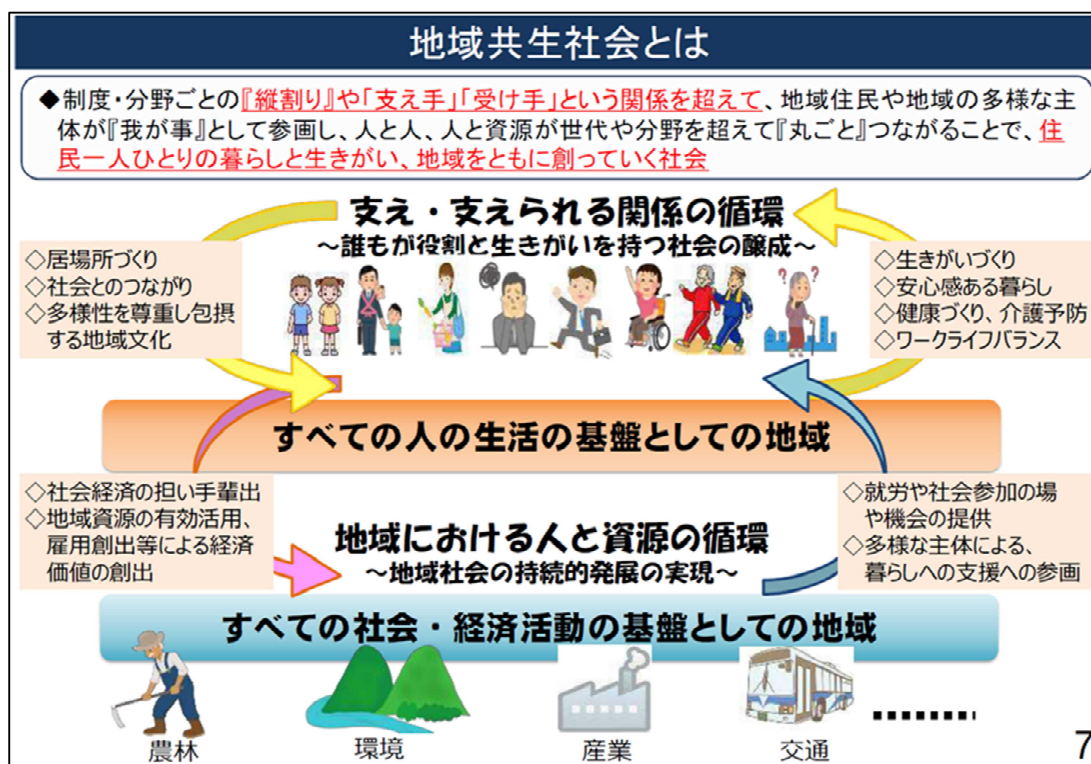 地域共生社会とは
◆制度・分野ごとの『縦割り』や「支え手」「受け手」という関係を超えて、地域住民や地域の多様な主
体が『我が事』として参画し、人と人、人と資源が世代や分野を超えて『丸ごと』つながることで、住
民一人ひとりの暮らしと生きがい、地域をともに創っていく社会
支え・支えられる関係の循環
～誰もが役割と生きがいを持つ社会の醸成～
◇居場所づくり
◇社会とのつながり
◇多様性を尊重し包摂
する地域文化
◇生きがいづくり
◇安心感ある暮らし
◇健康づくり、介護予防
◇ワークライフバランス
すべての人の生活の基盤としての地域
◇社会経済の担い手輩出
◇地域資源の有効活用、
雇用創出等による経済
価値の創出
地域における人と資源の循環
～地域社会の持続的発展の実現～
◇就労や社会参加の場
や機会の提供
◇多様な主体による、
暮らしへの支援への参画
すべての社会・経済活動の基盤としての地域
農林
環境
産業
交通
7